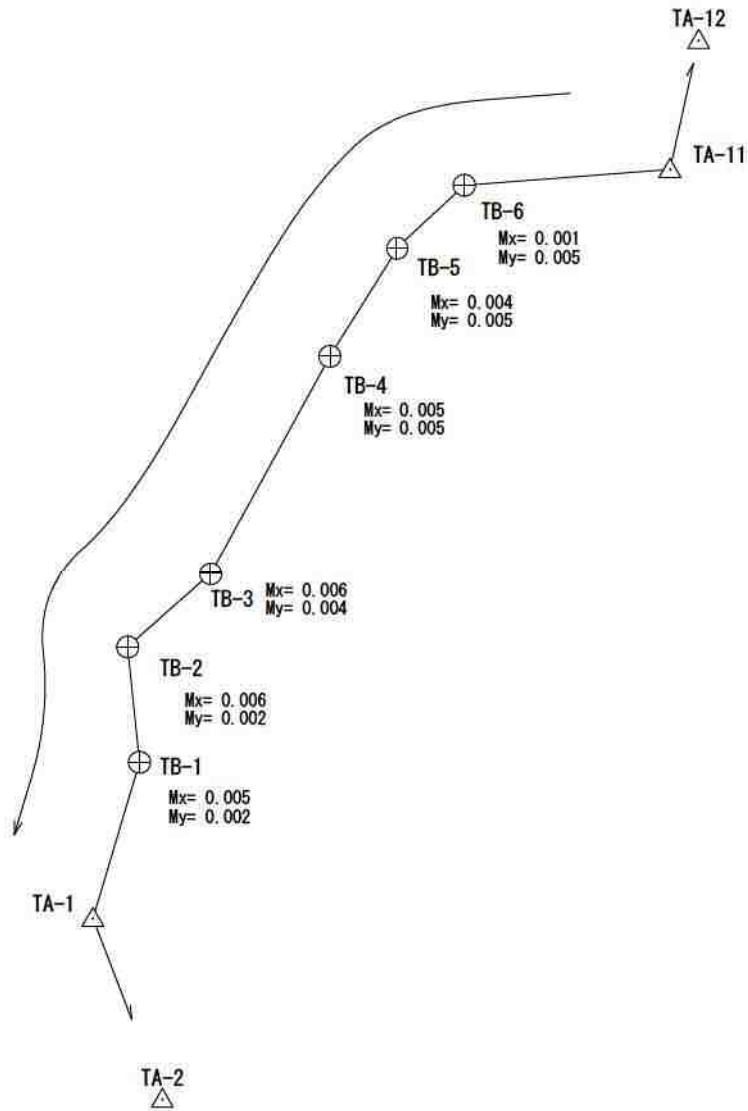 TA-12
TA-11
TB-6
Mx= 0.001
My= 0.005
TB-5
Mx= 0.004
My= 0.005
TB-4
Mx= 0.005
My= 0.005
TB-3
Mx= 0.006
My= 0.004
TB-2
Mx= 0.006
My= 0.002
TB-1
Mx= 0.005
My= 0.002
TA-1
TA-2